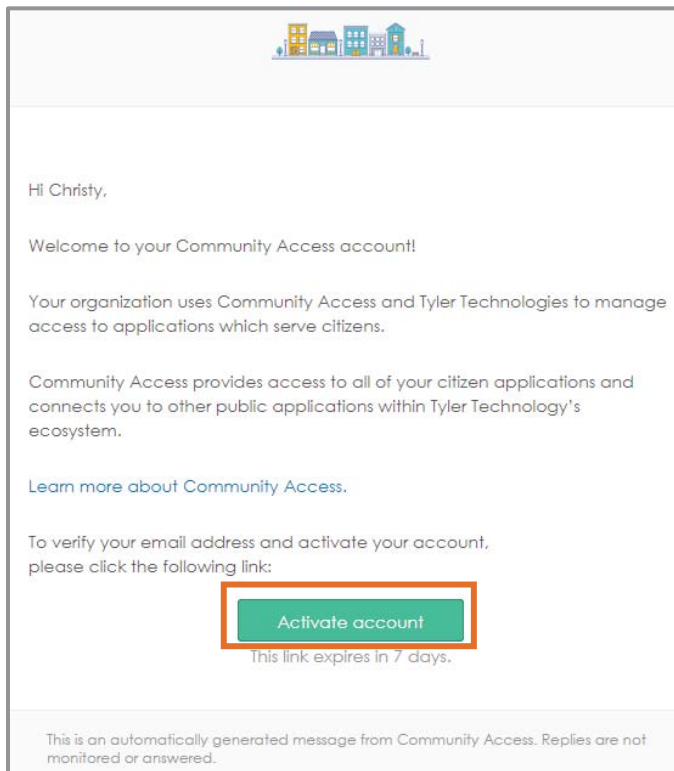 Hi Christy,
Welcome to your Community Access account!
Your organization uses Community Access and Tyler Technologies to manage
access to applications which serve citizens.
Community Access provides access to all of your citizen applications and
connects you to other public applications within Tyler Technology's
ecosystem.
Learn more about Community Access.
To verify your email address and activate your account,
please click the following link:
Activate account
This link expires in 7 days.
This is an automatically generated message from Community Access. Replies are not
monitored or answered.